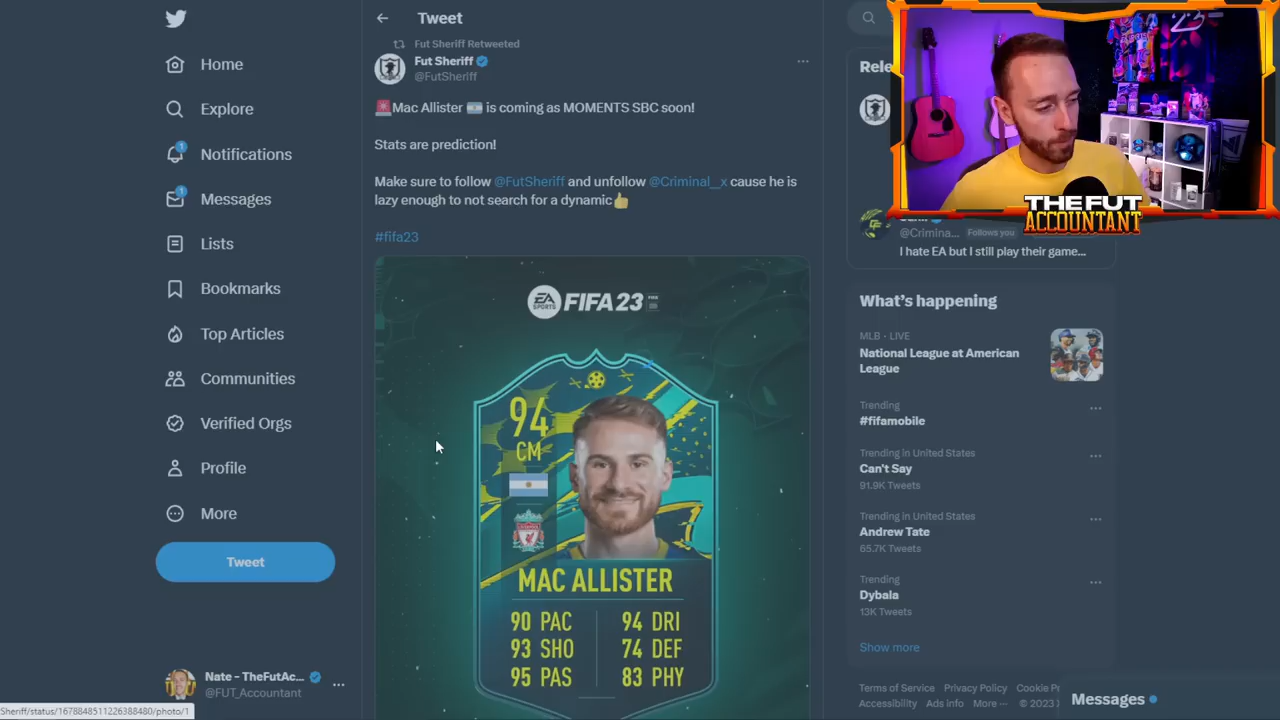 Home
Explore
Notifications
Messages
Lists
Bookmarks
Top Articles
Communities
Verified Orgs
Profile
More
Tweet
Nate - TheFutAc...
@FUT_Accountant
Tweet
Fut Sheriff Retweeted
Fut Sheriff
@FutSheriff
🚨Mac Allister 🇦🇷 is coming as MOMENTS SBC soon!
Stats are prediction!
Make sure to follow @FutSheriff and unfollow @Criminal__x cause he is
lazy enough to not search for a dynamic👍
#fifa23
EA SPORTS FIFA 23
94
CM
MAC ALLISTER
90 PAC 94 DRI
93 SHO 74 DEF
95 PAS 83 PHY
THE FUT
ACCOUNTANT
@Crimina... Follows you
I hate EA but I still play their game...
What's happening
MLB · LIVE
National League at American
League
Trending
#fifamobile
Trending in United States
Can't Say
91.9K Tweets
Trending in United States
Andrew Tate
65.7K Tweets
Trending
Dybala
13K Tweets
Show more
Terms of Service Privacy Policy
Accessibility Ads info More ··· © 2023
Messages